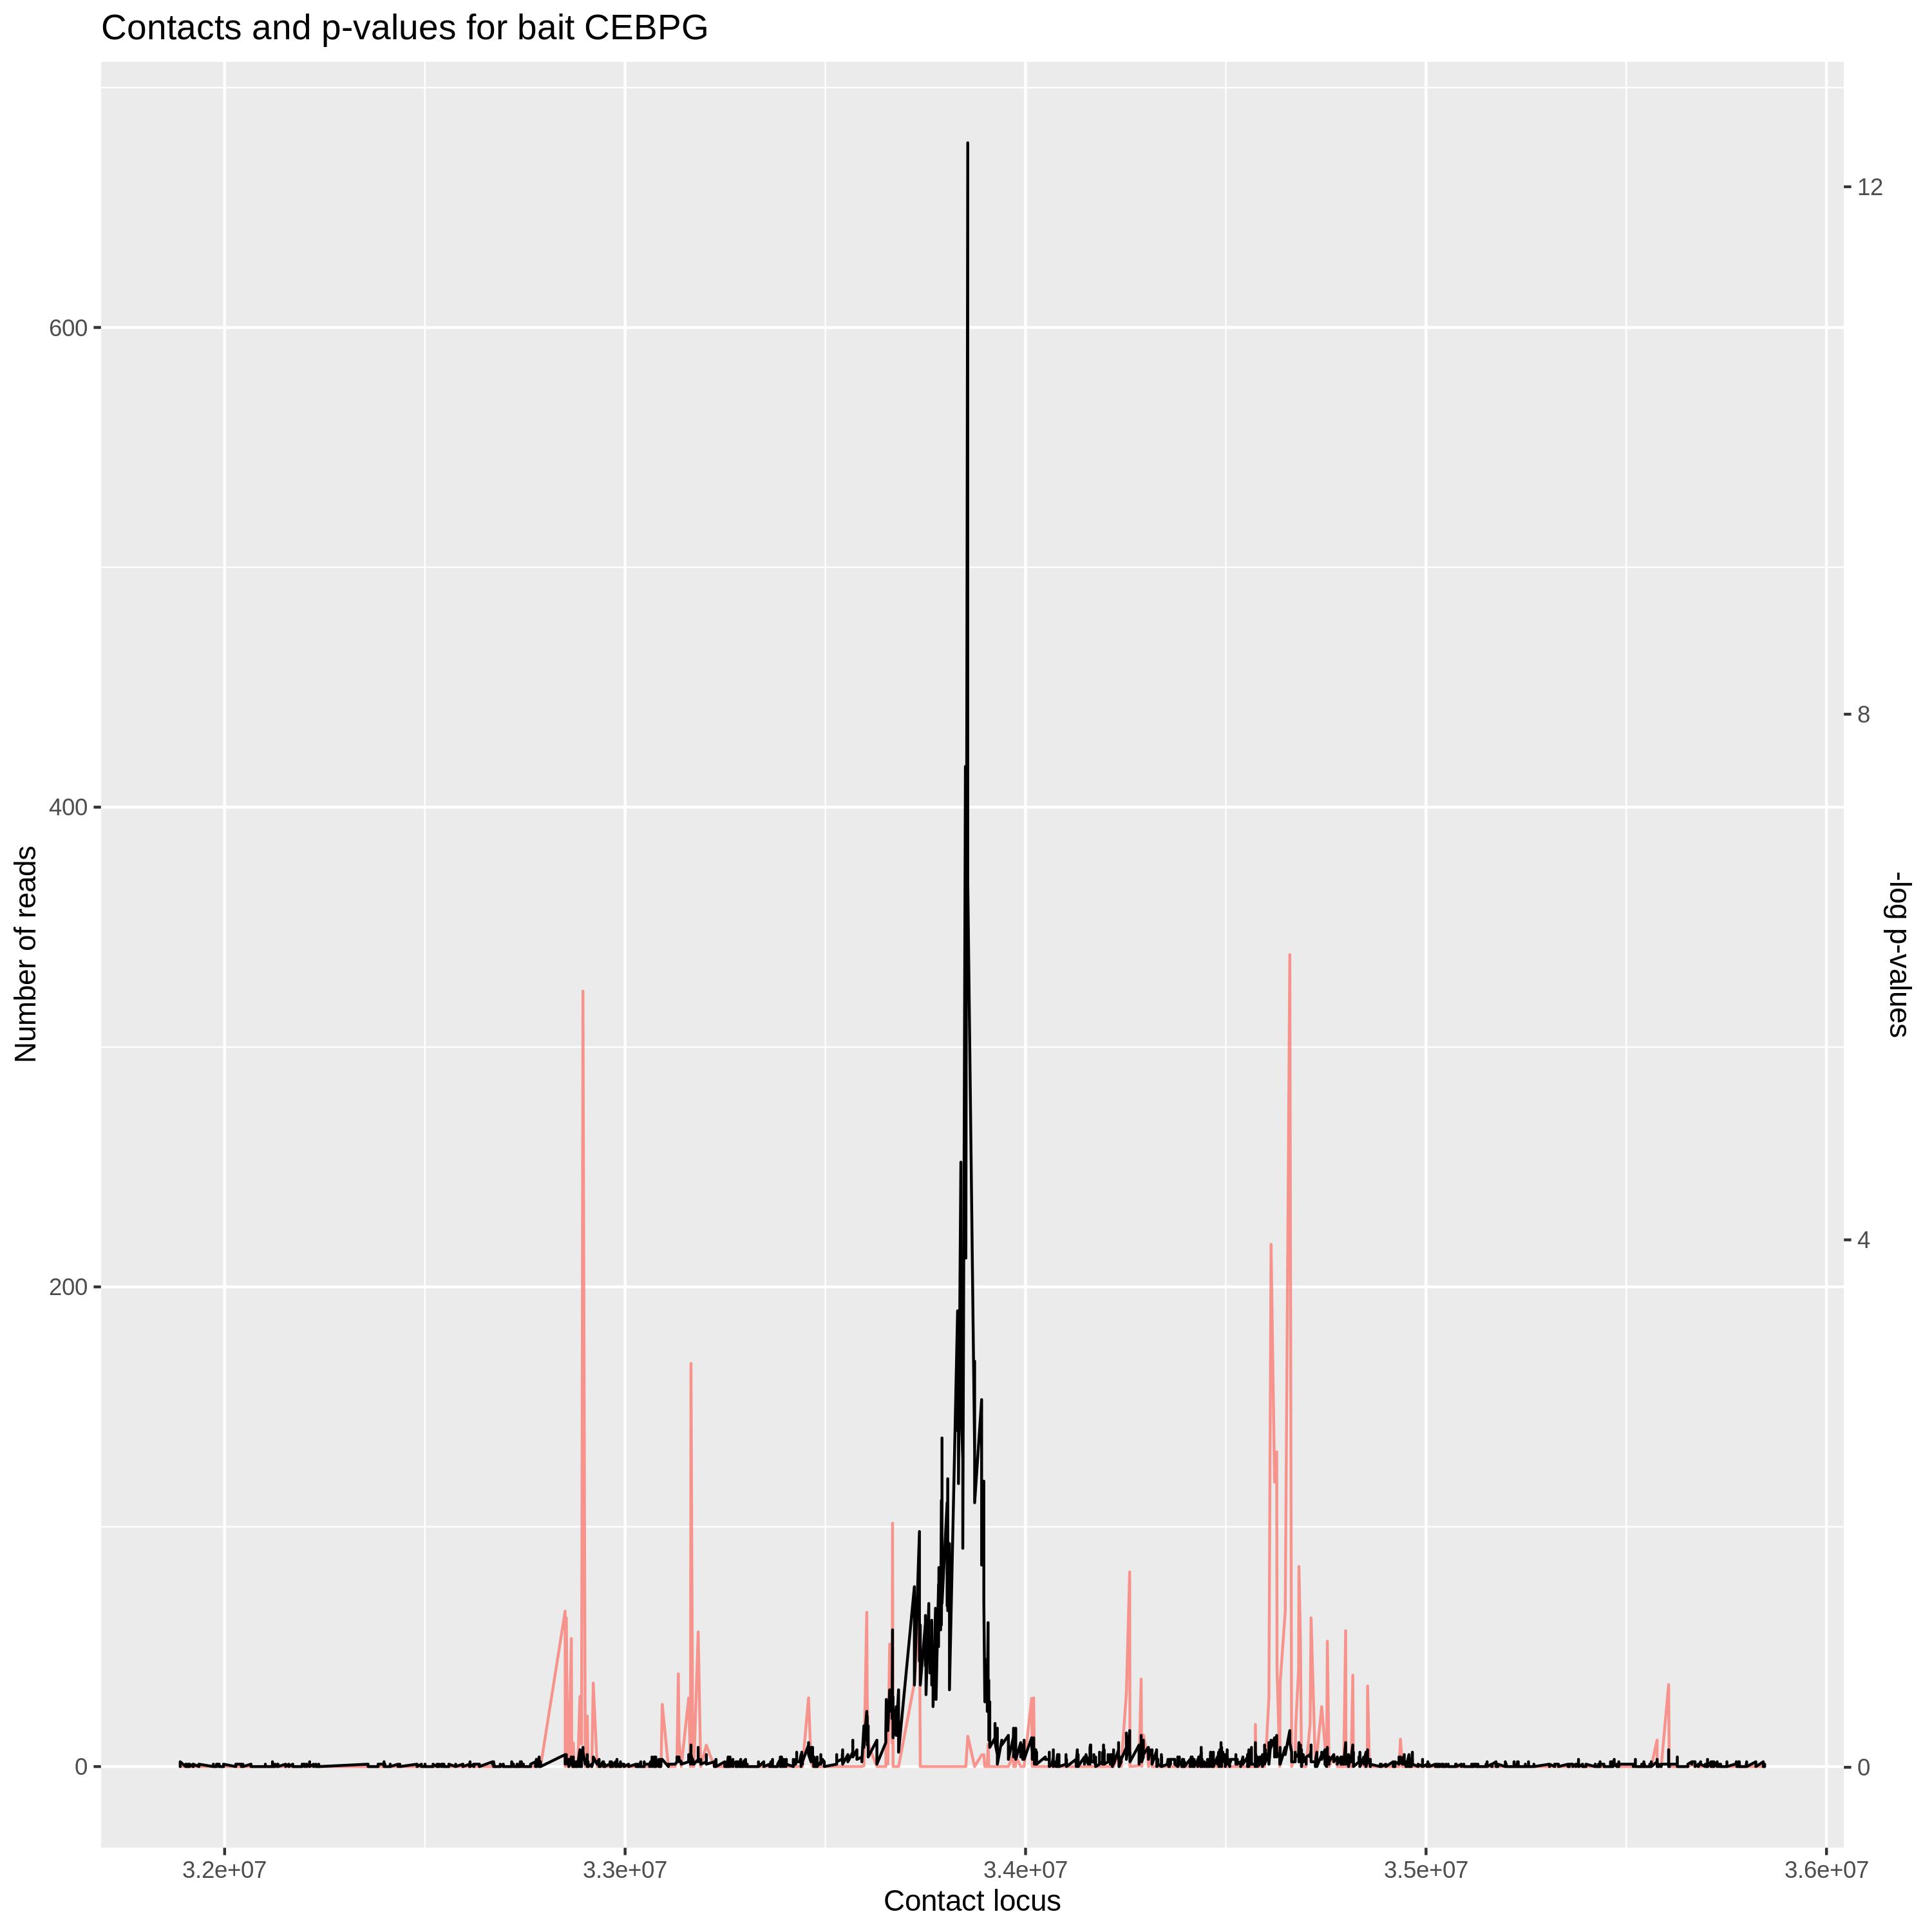 Contacts and p-values for bait CEBPG
Number of reads
600
400
200
0
12
8
4
0
-log p-values
3.2e+07 3.3e+07 3.4e+07 3.5e+07 3.6e+07
Contact locus